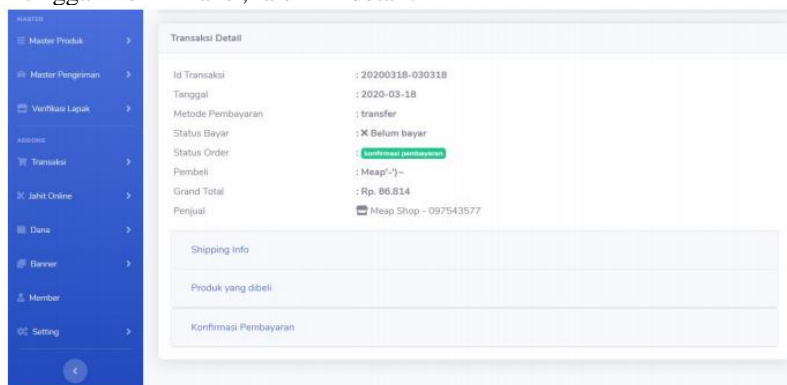 MASTER
Master Produk
Master Pengiriman
Verifikasi Lapak
ADDONS
Transaksi
Jahit Online
Dana
Banner
Member
Setting
Transaksi Detail
Id Transaksi : 20200318-030318
Tanggal : 2020-03-18
Metode Pembayaran : transfer
Status Bayar : ✕ Belum bayar
Status Order : konfirmasi pembayaran
Pembeli : Meap'-')~
Grand Total : Rp. 86.814
Penjual Meap Shop - 097543577
Shipping Info
Produk yang dibeli
Konfirmasi Pembayaran